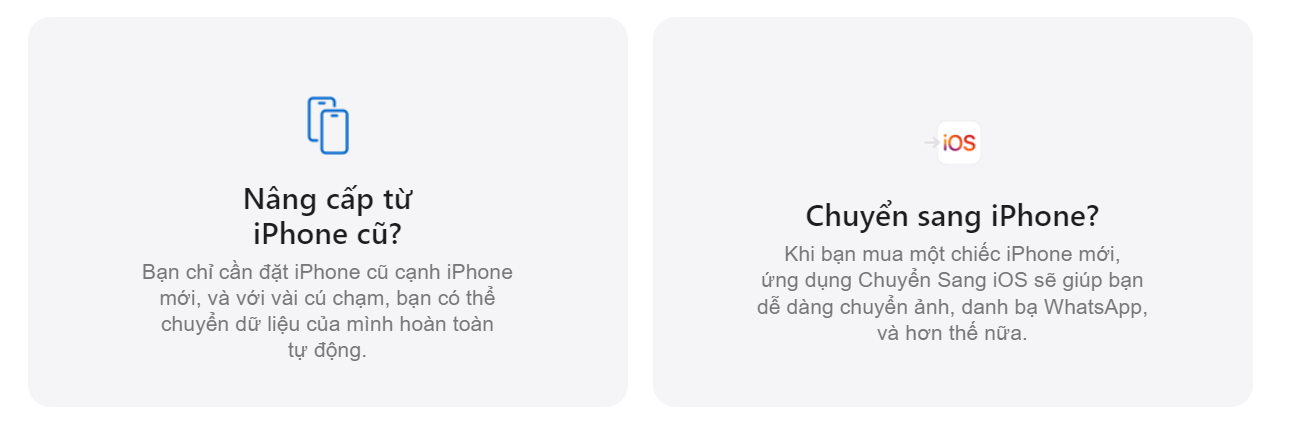 Nâng cấp từ
iPhone cũ?
Bạn chỉ cần đặt iPhone cũ cạnh iPhone
mới, và với vài cú chạm, bạn có thể
chuyển dữ liệu của mình hoàn toàn
tự động.
iOS
Chuyển sang iPhone?
Khi bạn mua một chiếc iPhone mới,
ứng dụng Chuyển Sang iOS sẽ giúp bạn
dễ dàng chuyển ảnh, danh bạ WhatsApp,
và hơn thế nữa.